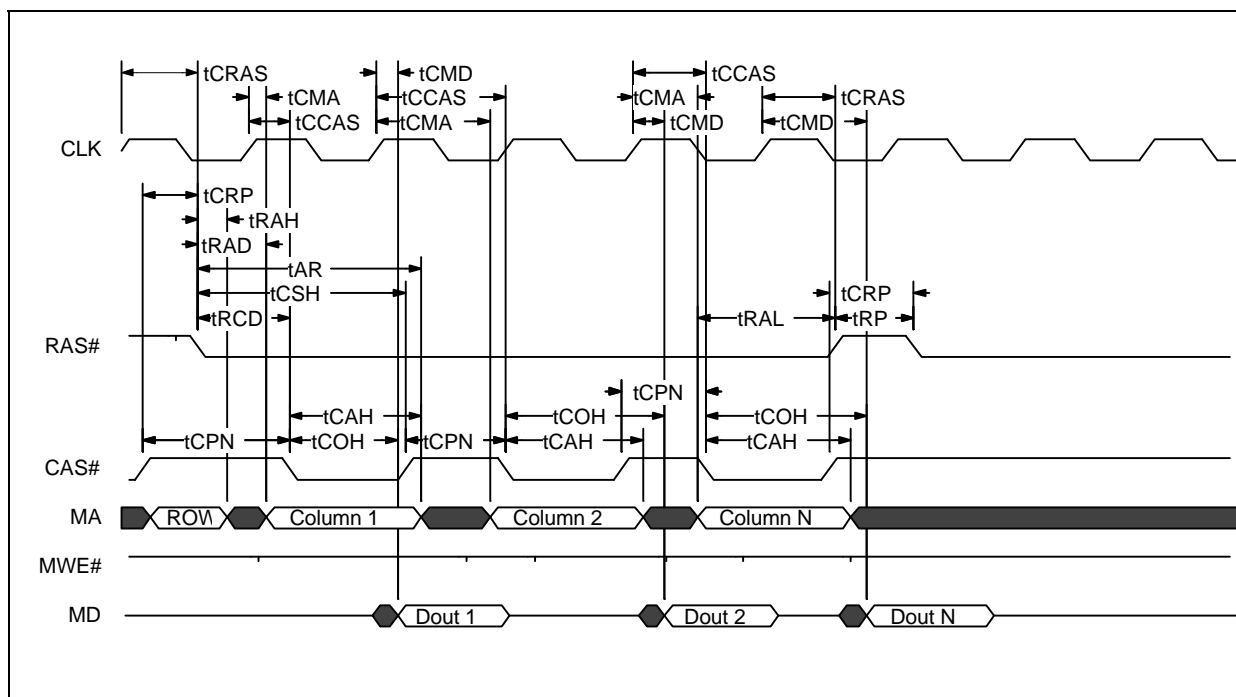 tCRAS tCMD tCCAS
tCMA tCCAS tCMA tCRAS
tCCAS tCMA tCMD tCMD
CLK
tCRP
tRAH
tRAD
tAR
tCSH tCRP
tRCD tRAL tRP
RAS#
tCPN
tCAH tCOH tCOH
tCPN tCOH tCPN tCAH tCAH
CAS#
MA ROW Column 1 Column 2 Column N
MWE#
MD Dout 1 Dout 2 Dout N